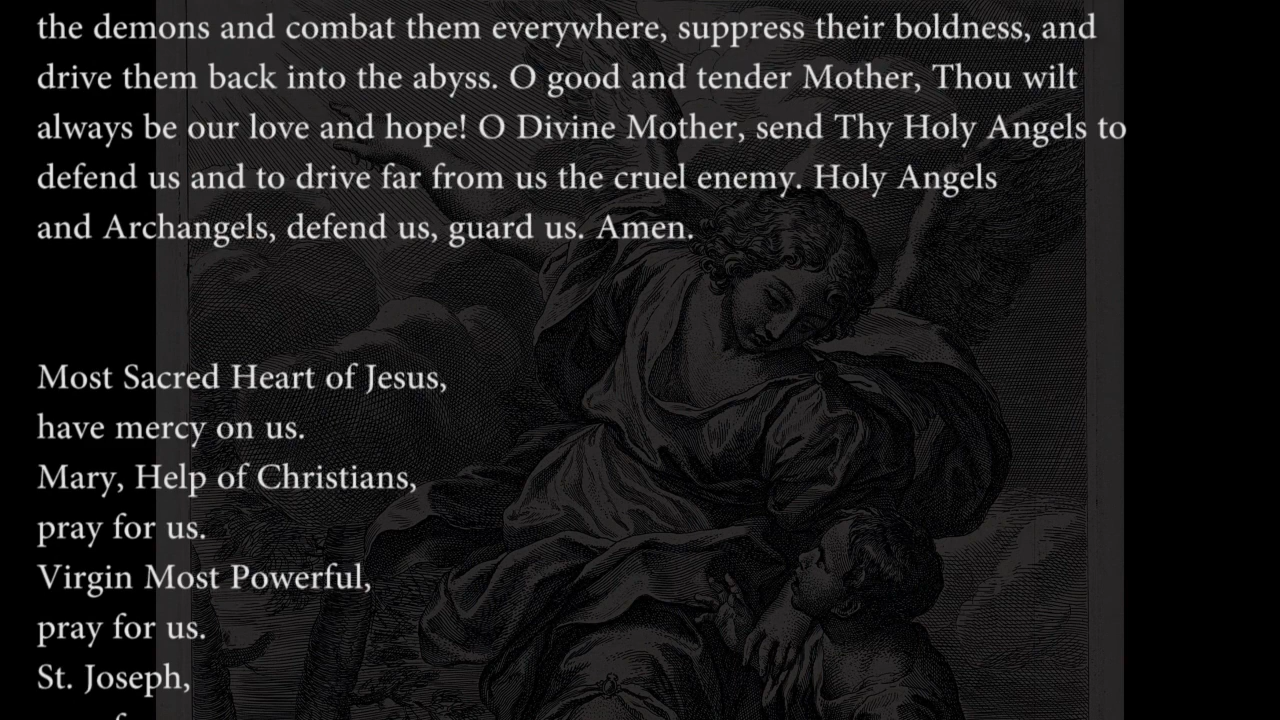 the demons and combat them everywhere, suppress their boldness, and
drive them back into the abyss. O good and tender Mother, Thou wilt
always be our love and hope! O Divine Mother, send Thy Holy Angels to
defend us and to drive far from us the cruel enemy. Holy Angels
and Archangels, defend us, guard us. Amen.
Most Sacred Heart of Jesus,
have mercy on us.
Mary, Help of Christians,
pray for us.
Virgin Most Powerful,
pray for us.
St. Joseph,